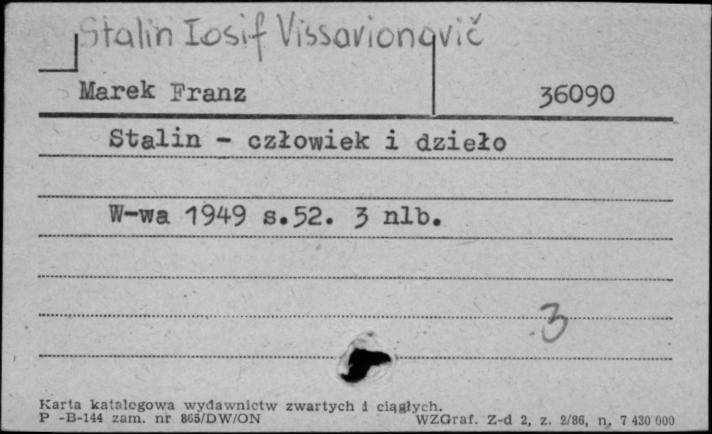 Stalin Iosif Vissavionovič
Marek Franz 36090
Stalin - człowiek i dzieło
W-wa 1949 s.52. 3 nlb.
3
Karta katalogowa wydawnictw zwartych i ciągłych.
P -B-144 zam. nr 865/DW/ON WZGraf. Z-d 2, z. 2/86, n. 7 430 000